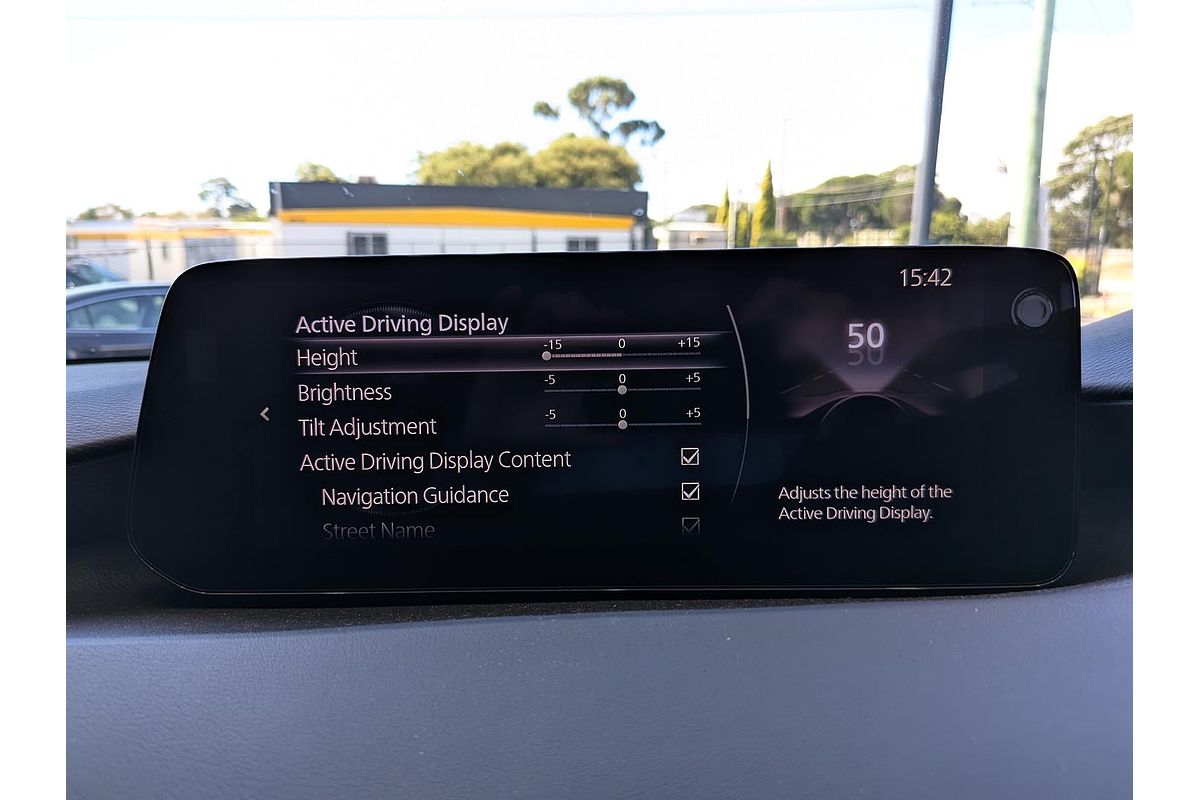 15:42
Active Driving Display
Height -15 0 +15
Brightness -5 0 +5
Tilt Adjustment -5 0 +5
Active Driving Display Content
Navigation Guidance
Street Name
50
Adjusts the height of the
Active Driving Display.